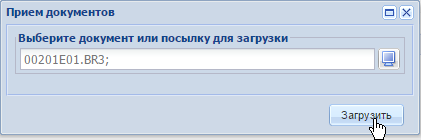 Прием документов
Выберите документ или посылку для загрузки
00201E01.BR3;
Загрузить